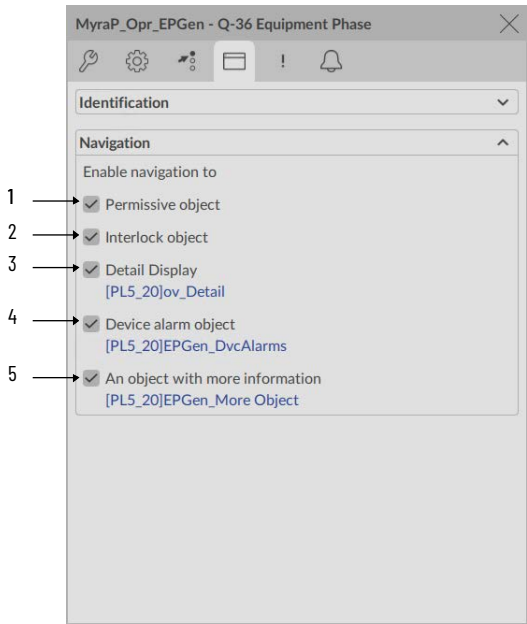 MyraP_Opr_EPGen - Q-36 Equipment Phase
Identification
Navigation
Enable navigation to
1
Permissive object
2
Interlock object
3
Detail Display
[PL5_20]ov_Detail
4
Device alarm object
[PL5_20]EPGen_DvcAlarms
5
An object with more information
[PL5_20]EPGen_More Object